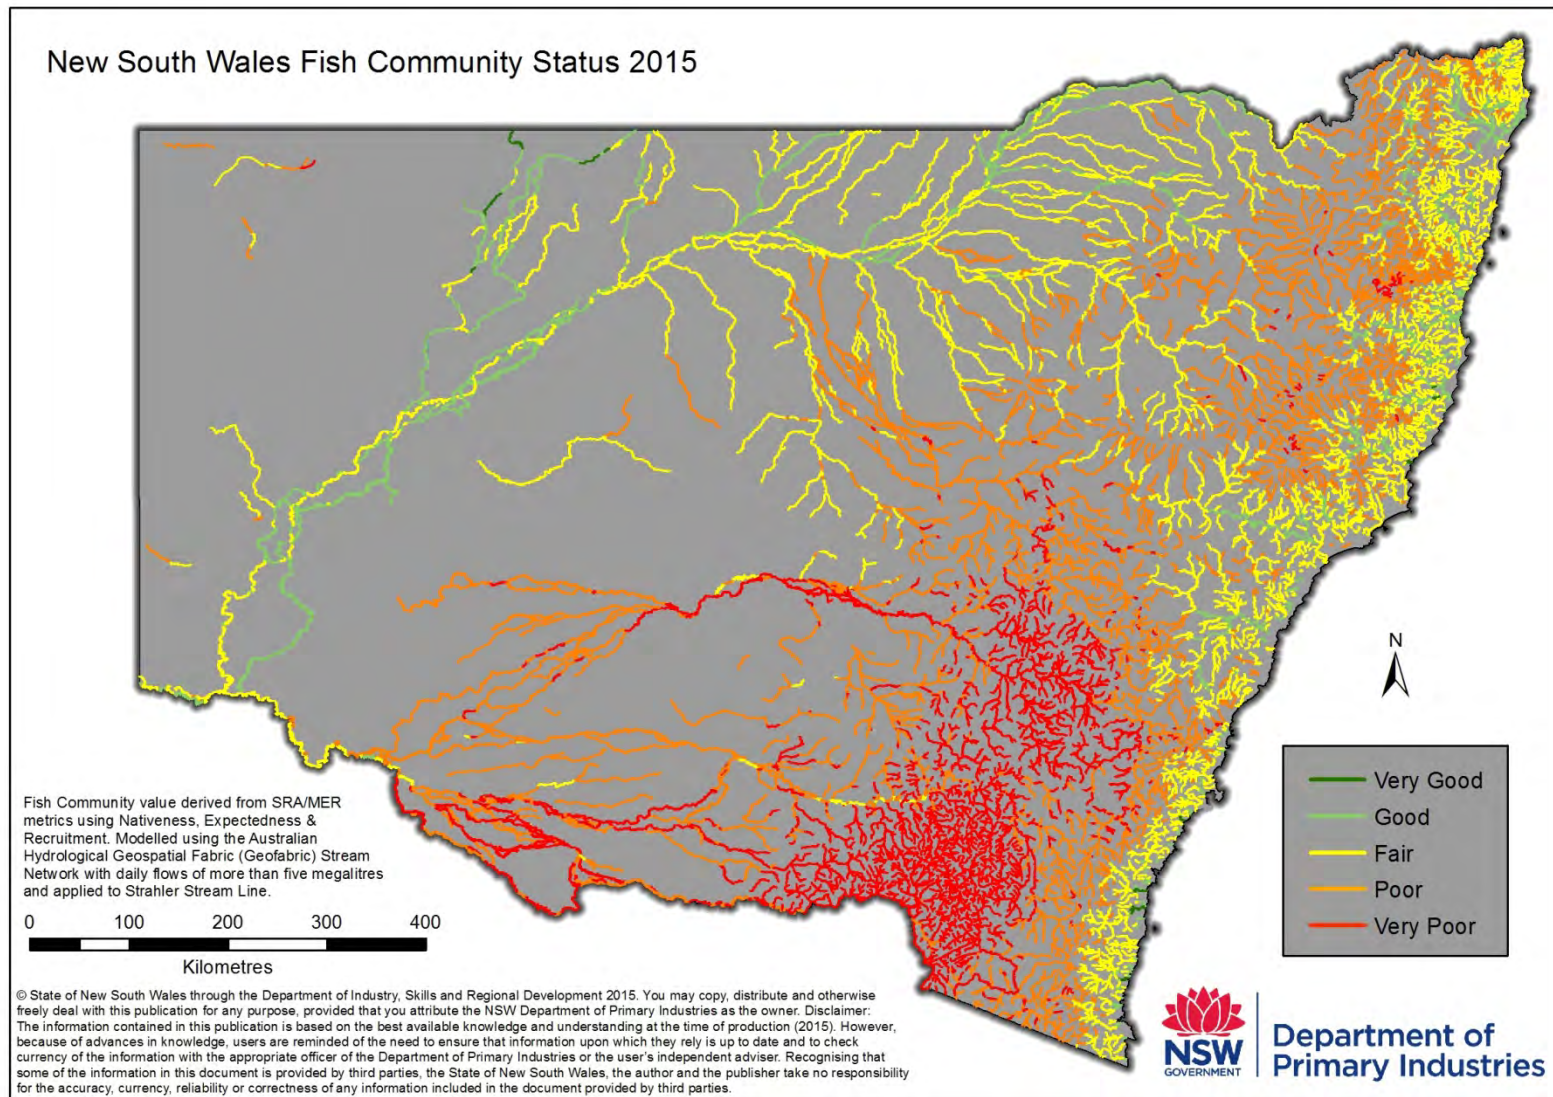 New South Wales Fish Community Status 2015
N
Very Good
Good
Fair
Poor
Very Poor
Fish Community value derived from SRA/MER
metrics using Nativeness, Expectedness &
Recruitment. Modelled using the Australian
Hydrological Geospatial Fabric (Geofabric) Stream
Network with daily flows of more than five megalitres
and applied to Strahler Stream Line.
0 100 200 300 400
Kilometres
© State of New South Wales through the Department of Industry, Skills and Regional Development 2015. You may copy, distribute and otherwise
freely deal with this publication for any purpose, provided that you attribute the NSW Department of Primary Industries as the owner. Disclaimer:
The information contained in this publication is based on the best available knowledge and understanding at the time of production (2015). However,
because of advances in knowledge, users are reminded of the need to ensure that information upon which they rely is up to date and to check
currency of the information with the appropriate officer of the Department of Primary Industries or the user's independent adviser. Recognising that
some of the information in this document is provided by third parties, the State of New South Wales, the author and the publisher take no responsibility
for the accuracy, currency, reliability or correctness of any information included in the document provided by third parties.
NSW
GOVERNMENT
Department of
Primary Industries